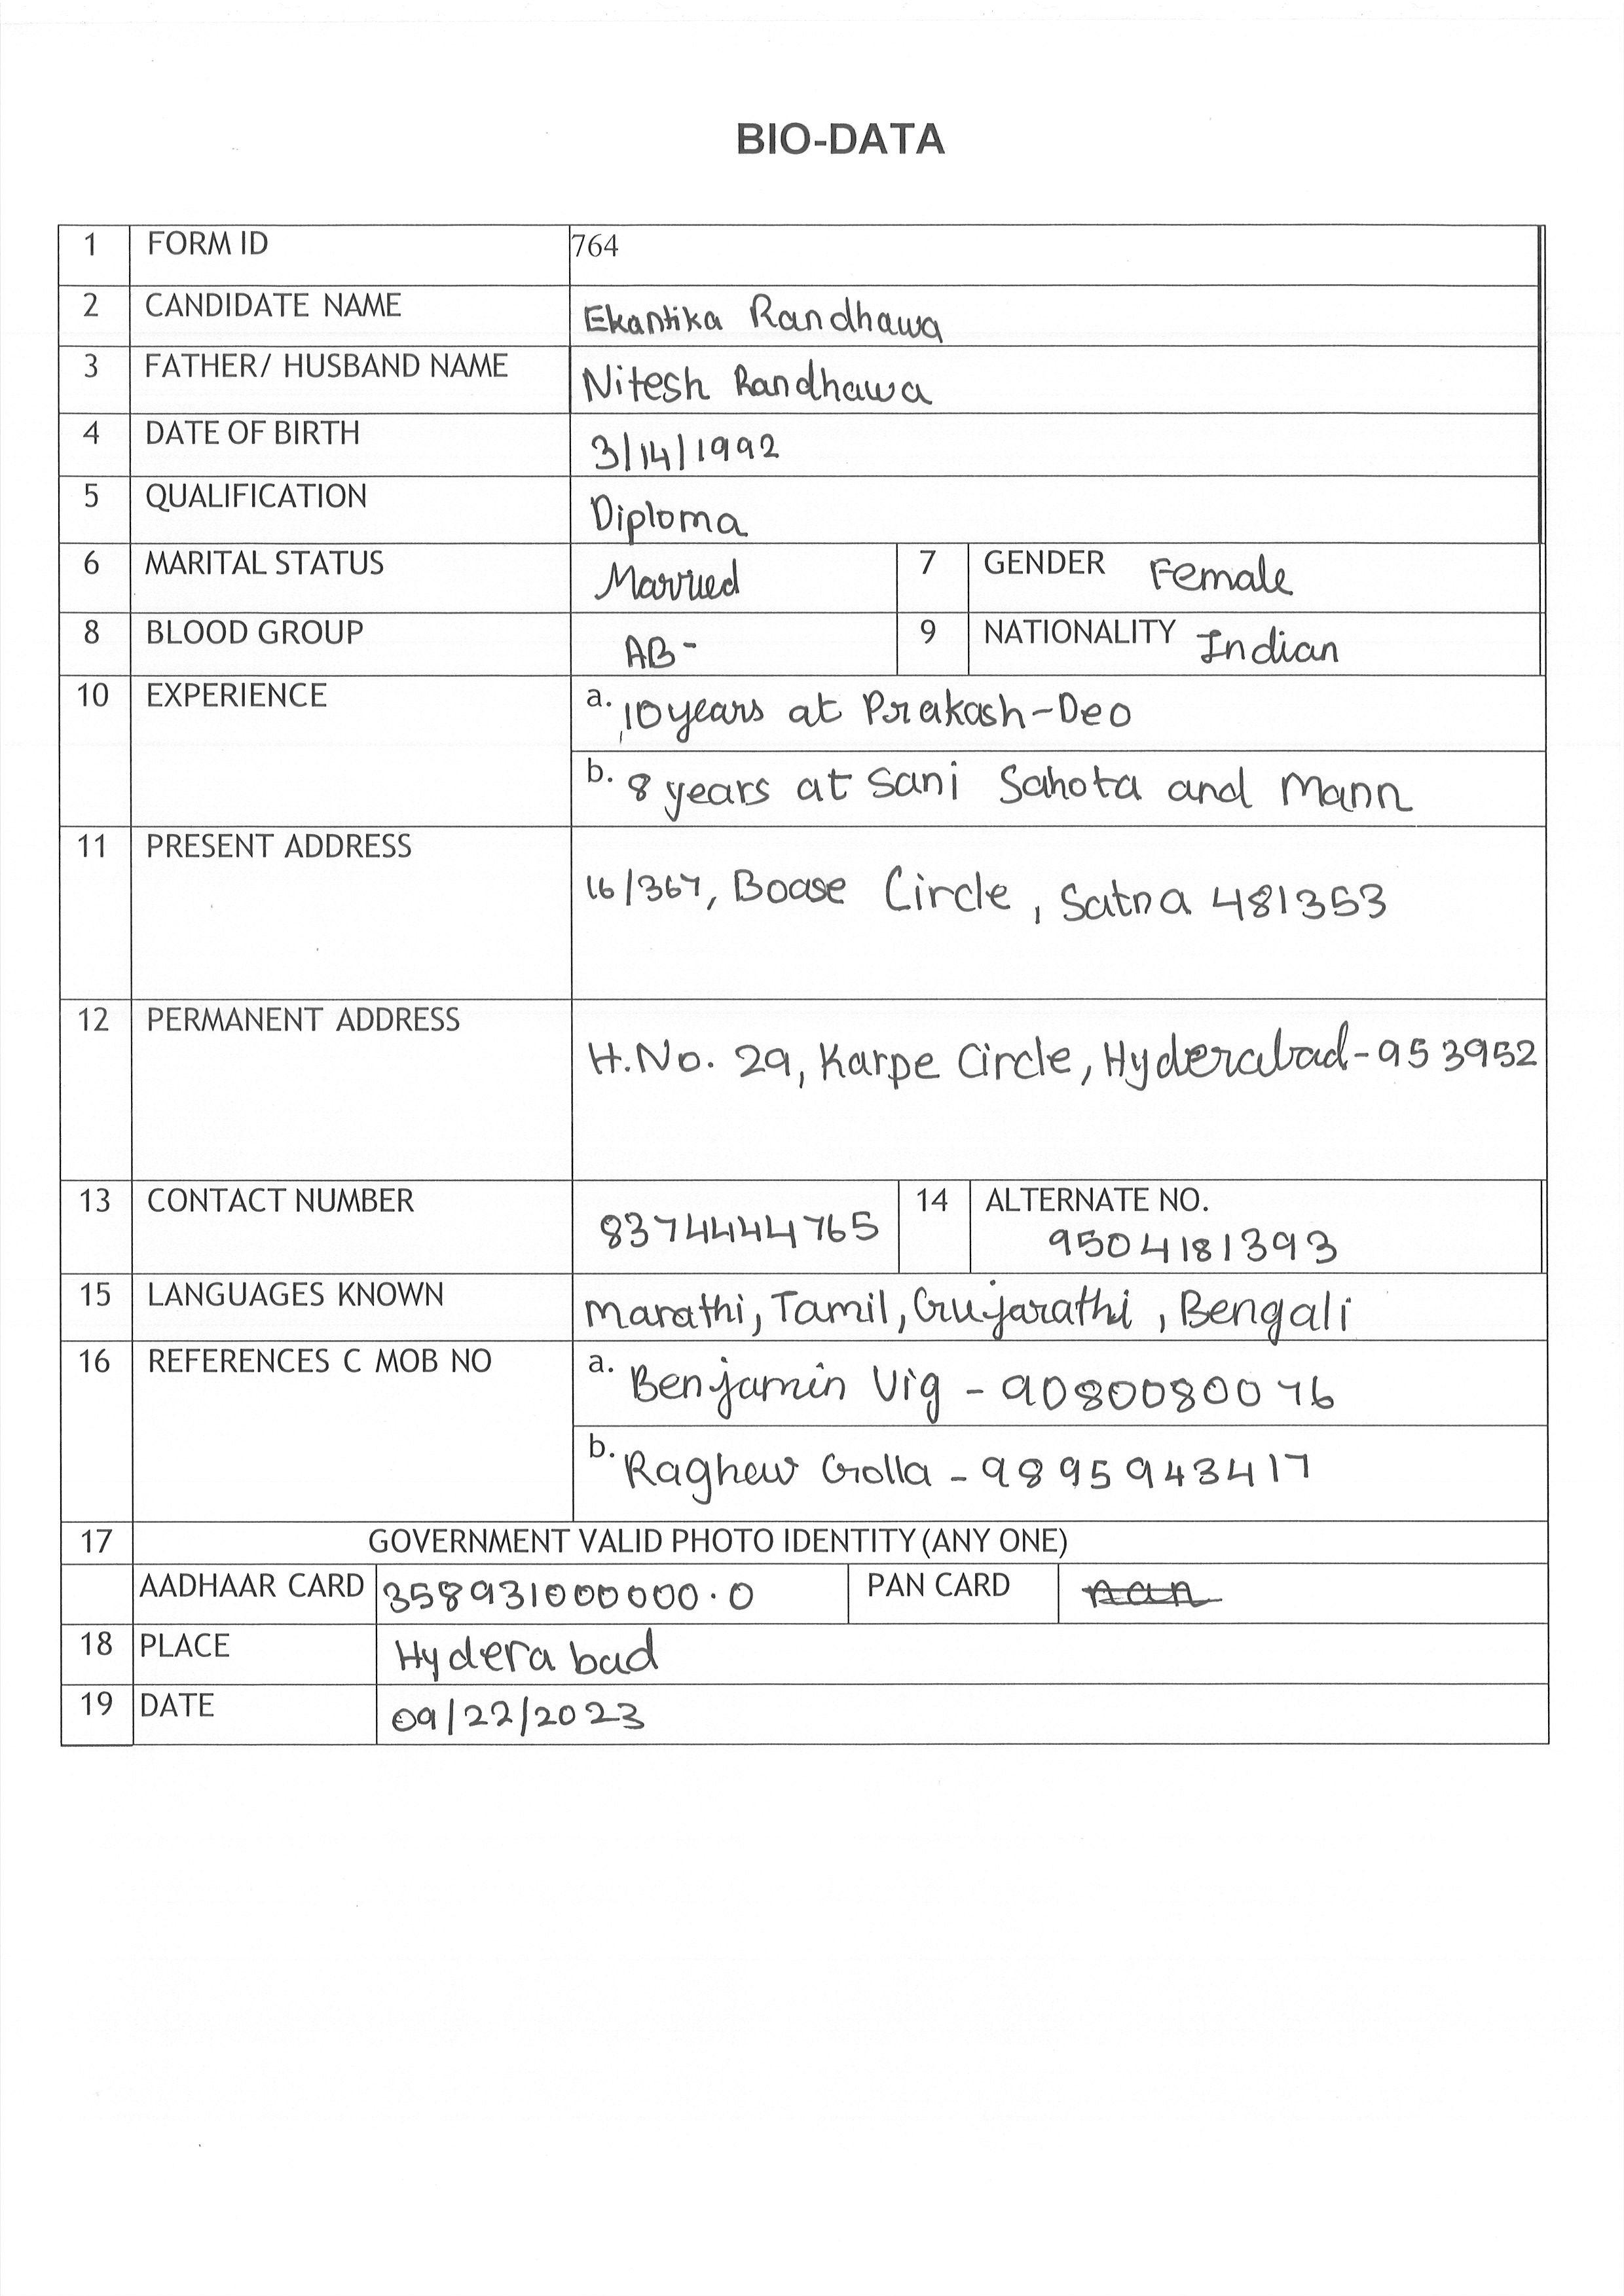 BIO-DATA
1 FORM ID 764
2 CANDIDATE NAME Ekantika Randhawa
3 FATHER/ HUSBAND NAME Nitesh Randhawa
4 DATE OF BIRTH 3/14/1992
5 QUALIFICATION Diploma
6 MARITAL STATUS Married 7 GENDER Female
8 BLOOD GROUP AB- 9 NATIONALITY Indian
10 EXPERIENCE a. 10 years at Prakash-Deo
b. 8 years at Sani Sahota and Mann
11 PRESENT ADDRESS
16/367, Boase Circle, Satna 481353
12 PERMANENT ADDRESS
H.No. 29, Karpe Circle, Hyderabad-953952
13 CONTACT NUMBER 8374444765 14 ALTERNATE NO.
9504181393
15 LANGUAGES KNOWN Marathi, Tamil, Gujarathi, Bengali
16 REFERENCES C MOB NO a. Benjamin Vig - 9080080076
b. Raghew Golla - 9895943417
17 GOVERNMENT VALID PHOTO IDENTITY (ANY ONE)
AADHAAR CARD 358931000000.0 PAN CARD
18 PLACE Hyderabad
19 DATE 09/22/2023